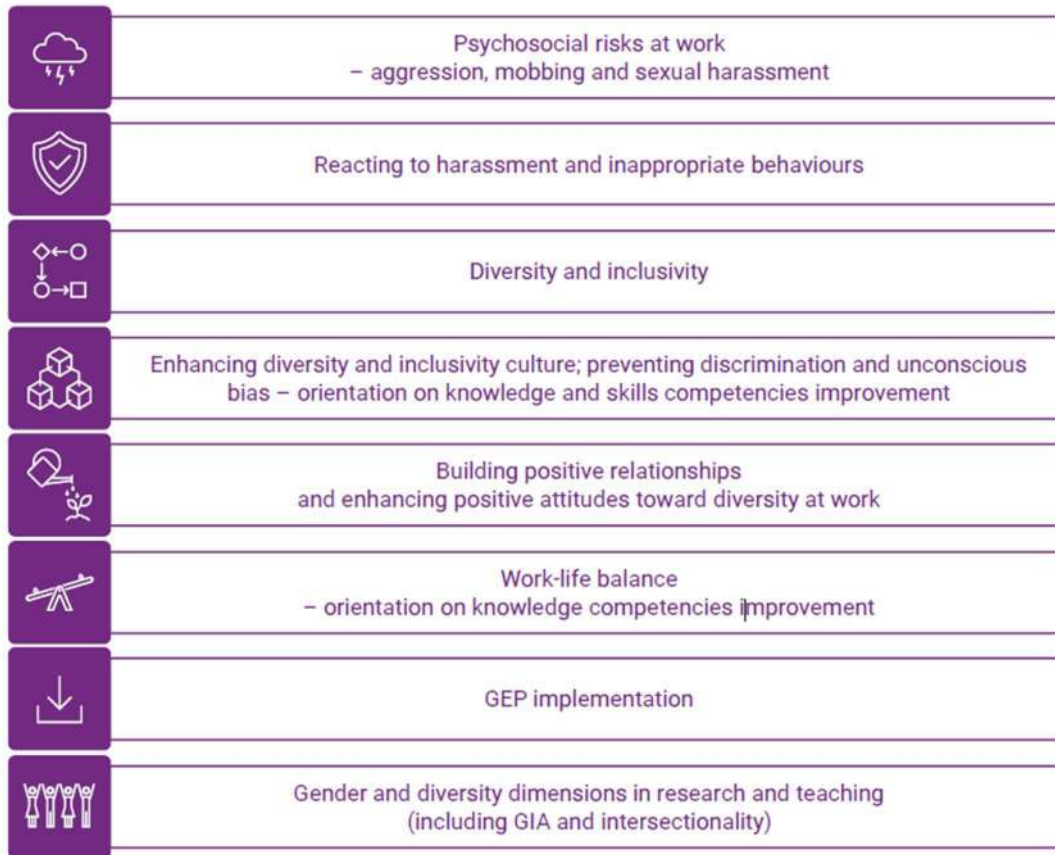 Psychosocial risks at work
– aggression, mobbing and sexual harassment
Reacting to harassment and inappropriate behaviours
Diversity and inclusivity
Enhancing diversity and inclusivity culture; preventing discrimination and unconscious
bias – orientation on knowledge and skills competencies improvement
Building positive relationships
and enhancing positive attitudes toward diversity at work
Work-life balance
– orientation on knowledge competencies improvement
GEP implementation
Gender and diversity dimensions in research and teaching
(including GIA and intersectionality)